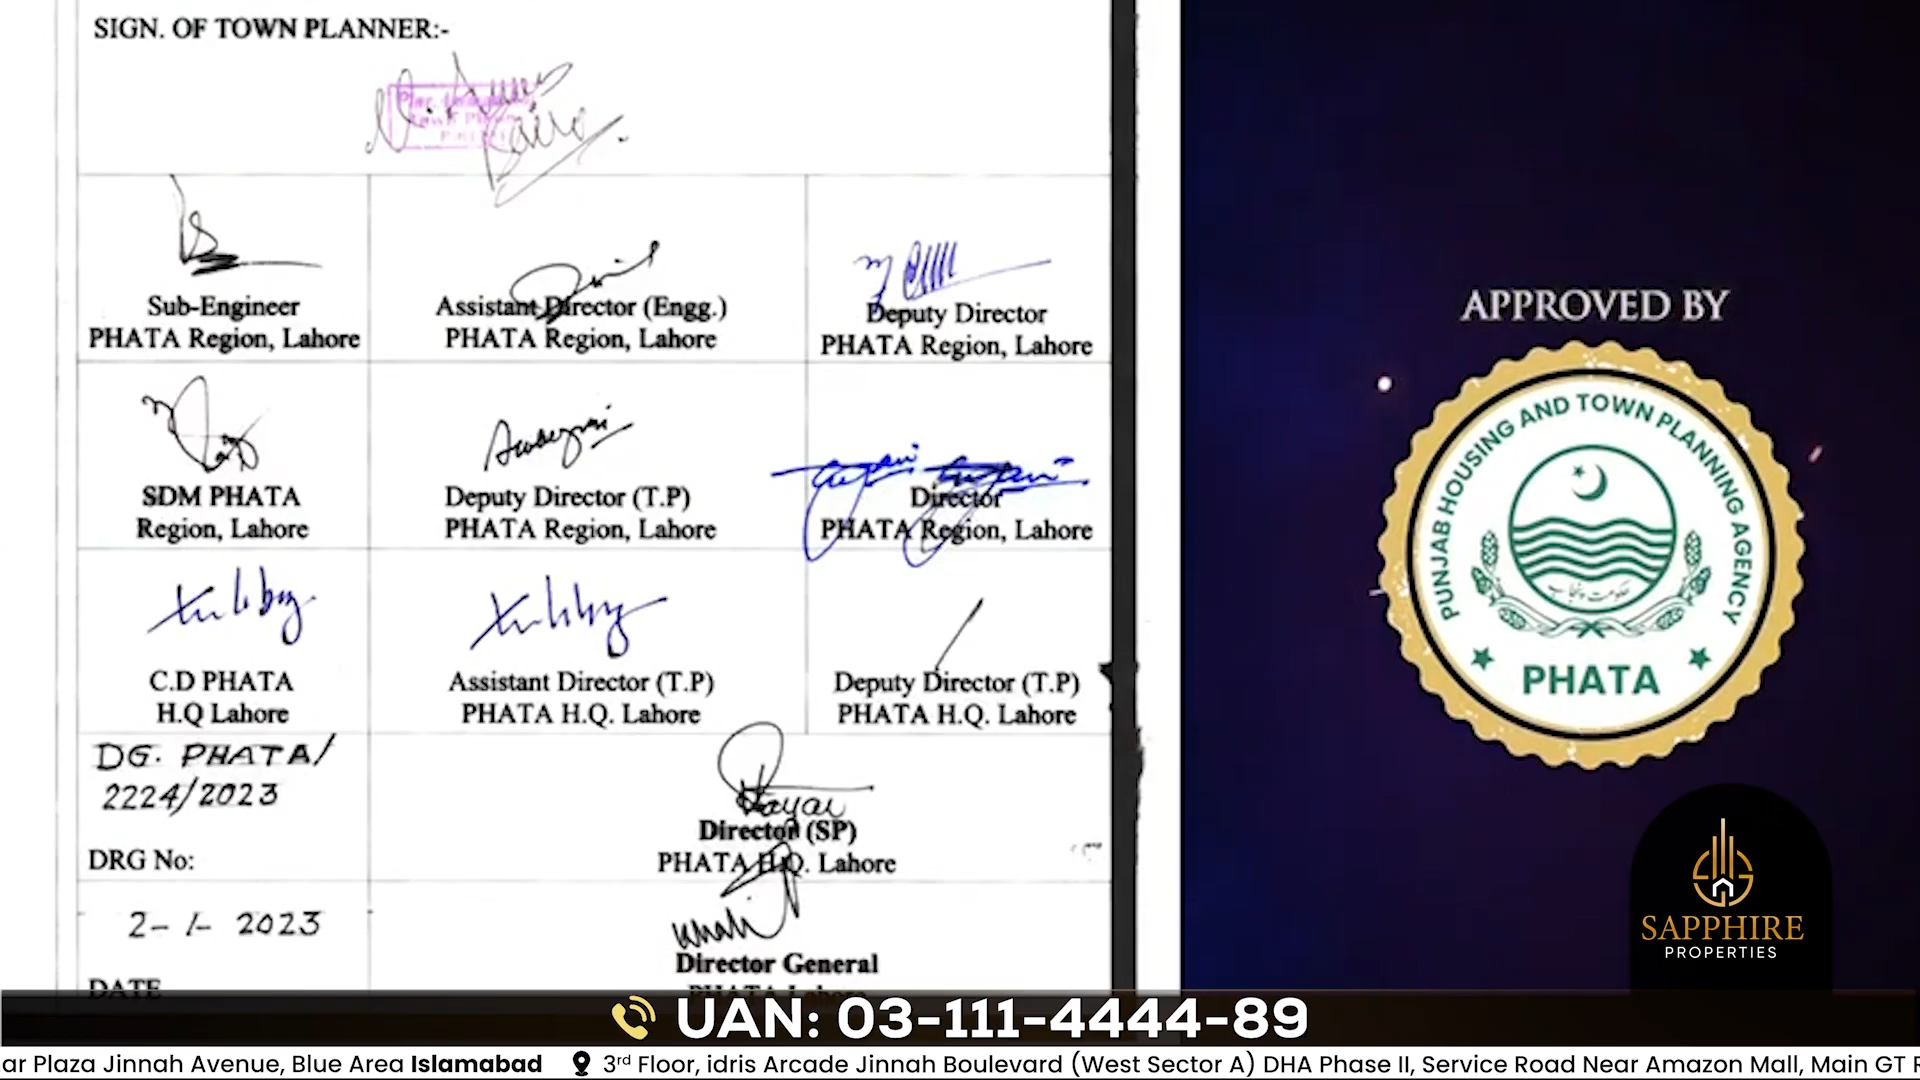 SIGN. OF TOWN PLANNER:-
Sub-Engineer
PHATA Region, Lahore
Assistant Director (Engg.)
PHATA Region, Lahore
Deputy Director
PHATA Region, Lahore
SDM PHATA
Region, Lahore
Deputy Director (T.P)
PHATA Region, Lahore
Director
PHATA Region, Lahore
C.D PHATA
H.Q Lahore
Assistant Director (T.P)
PHATA H.Q. Lahore
Deputy Director (T.P)
PHATA H.Q. Lahore
DG. PHATA/
2224/2023
DRG No:
Director (SP)
PHATA H.Q. Lahore
2-1-2023
DATE
Director General
PHATA Lahore
APPROVED BY
PUNJAB HOUSING AND TOWN PLANNING AGENCY
حکومت پنجاب
PHATA
SAPPHIRE
PROPERTIES
UAN: 03-111-4444-89
ar Plaza Jinnah Avenue, Blue Area Islamabad 3rd Floor, idris Arcade Jinnah Boulevard (West Sector A) DHA Phase II, Service Road Near Amazon Mall, Main GT